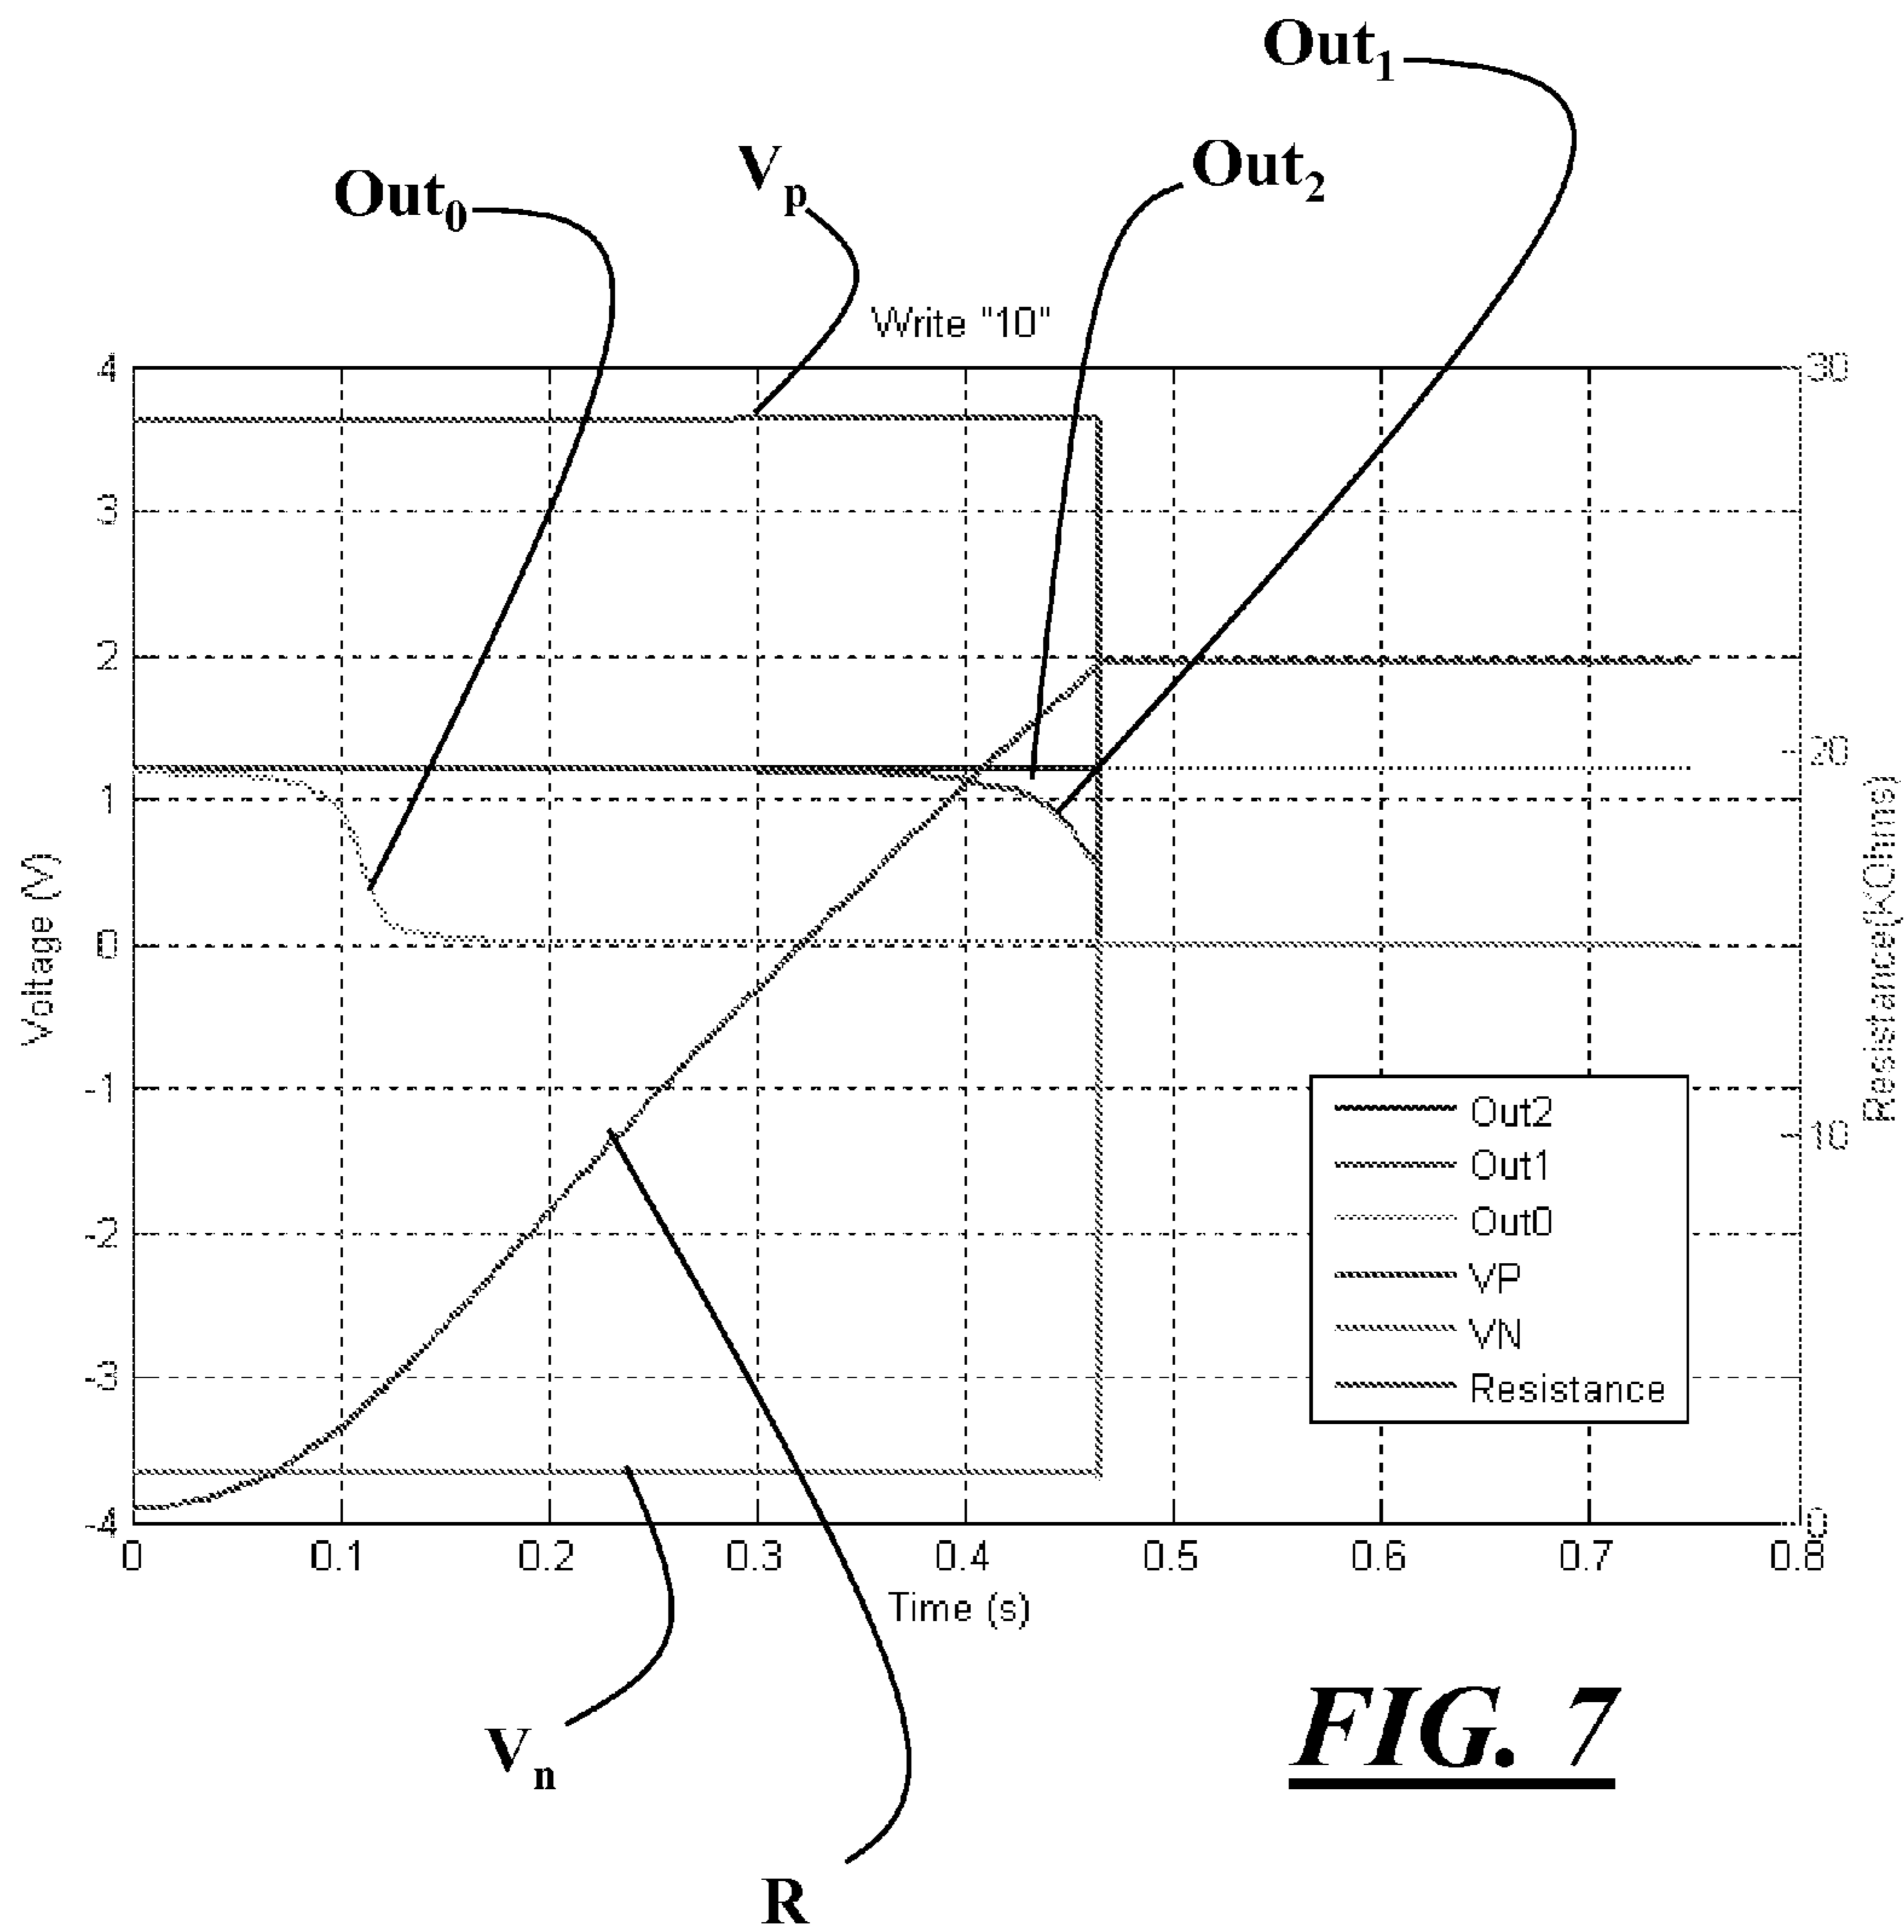 Out1
Out2
Vp
Out0
Write "10"
4
3
2
1
0
-1
-2
-3
-4
Voltage (V)
30
20
10
0
Resistance(KOhms)
Out2
Out1
Out0
VP
VN
Resistance
0 0.1 0.2 0.3 0.4 0.5 0.6 0.7 0.8
Time (s)
Vn
R
FIG. 7